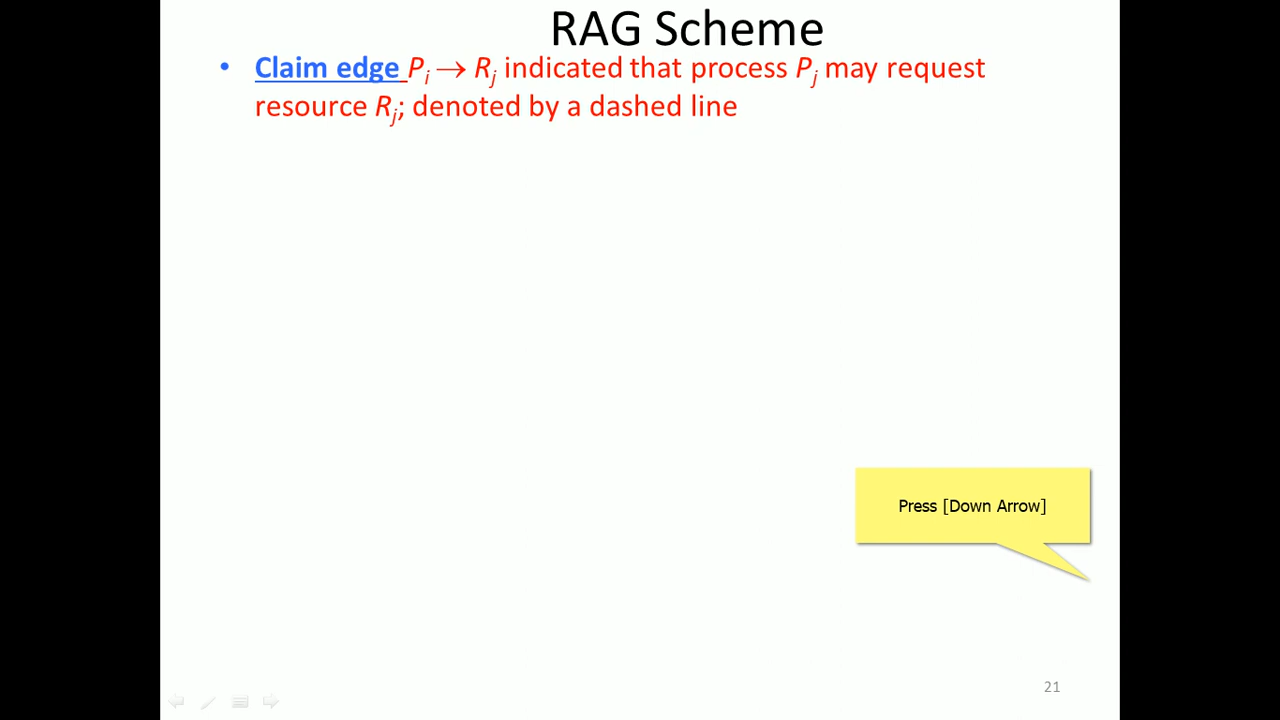 RAG Scheme
• Claim edge Pi → Rj indicated that process Pj may request
resource Rj; denoted by a dashed line
Press [Down Arrow]
21